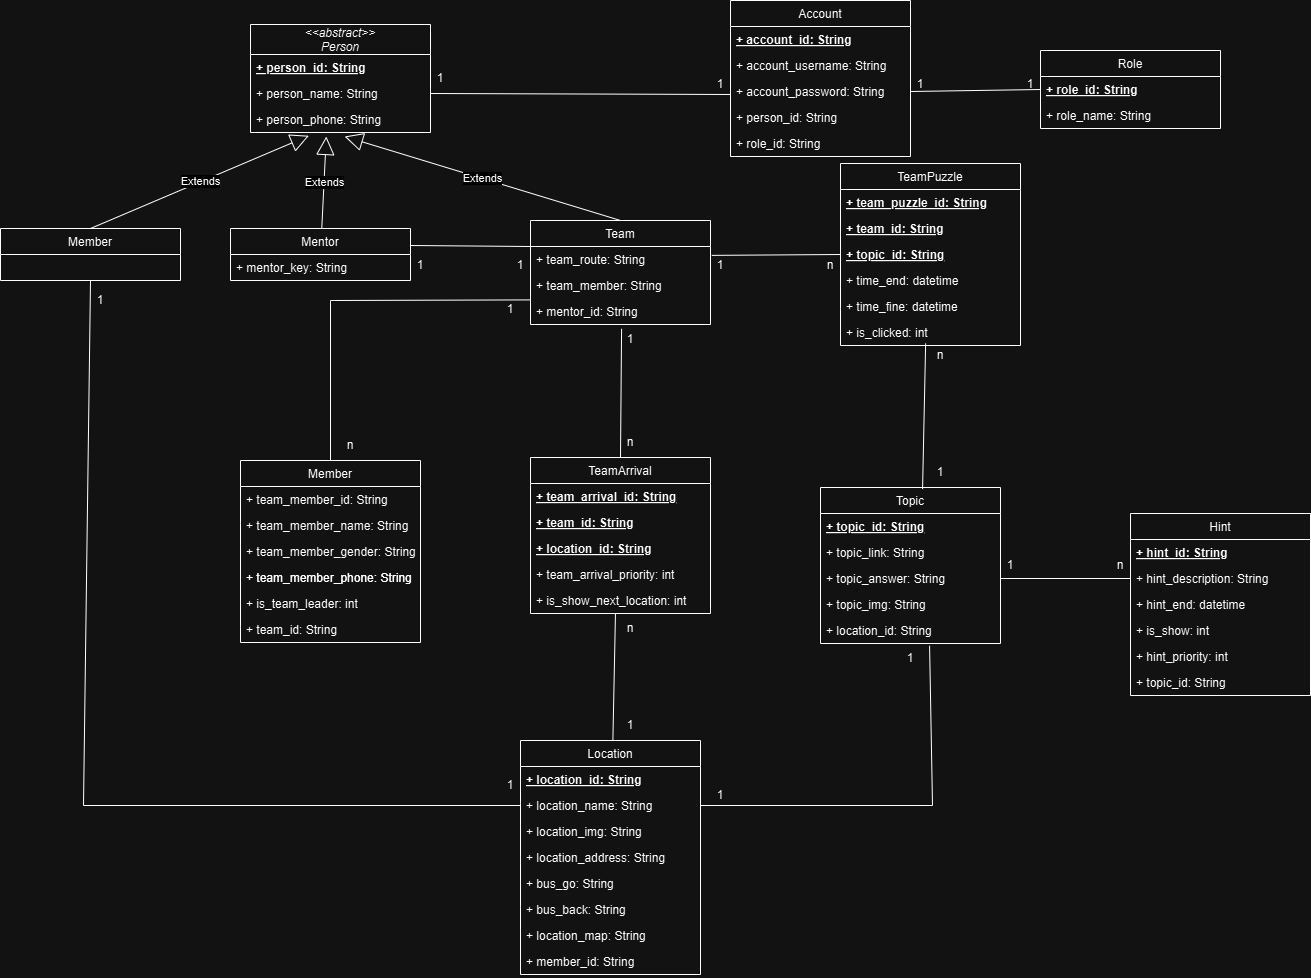 <<abstract>>
Person
+ person_id: String
+ person_name: String
+ person_phone: String
1
1
Account
+ account_id: String
+ account_username: String
+ account_password: String
+ person_id: String
+ role_id: String
1
1
Role
+ role_id: String
+ role_name: String
Extends
Extends
Extends
Member
1
Mentor
+ mentor_key: String
1
1
Team
+ team_route: String
+ team_member: String
+ mentor_id: String
1
n
1
1
TeamPuzzle
+ team_puzzle_id: String
+ team_id: String
+ topic_id: String
+ time_end: datetime
+ time_fine: datetime
+ is_clicked: int
n
n
n
1
Member
+ team_member_id: String
+ team_member_name: String
+ team_member_gender: String
+ team_member_phone: String
+ is_team_leader: int
+ team_id: String
TeamArrival
+ team_arrival_id: String
+ team_id: String
+ location_id: String
+ team_arrival_priority: int
+ is_show_next_location: int
n
1
Topic
+ topic_id: String
+ topic_link: String
+ topic_answer: String
+ topic_img: String
+ location_id: String
1
n
1
Hint
+ hint_id: String
+ hint_description: String
+ hint_end: datetime
+ is_show: int
+ hint_priority: int
+ topic_id: String
1
1
Location
+ location_id: String
+ location_name: String
+ location_img: String
+ location_address: String
+ bus_go: String
+ bus_back: String
+ location_map: String
+ member_id: String